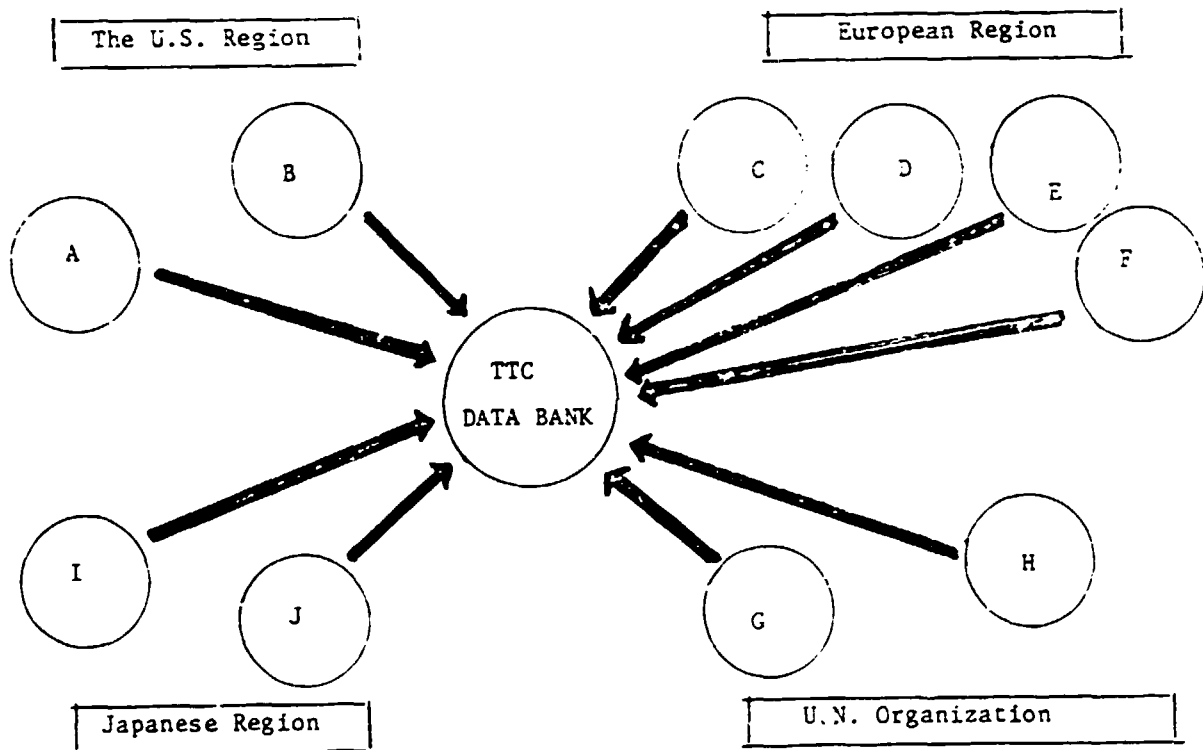 The U.S. Region
European Region
B
C
D
E
A
F
TTC
DATA BANK
I
J
G
H
Japanese Region
U.N. Organization